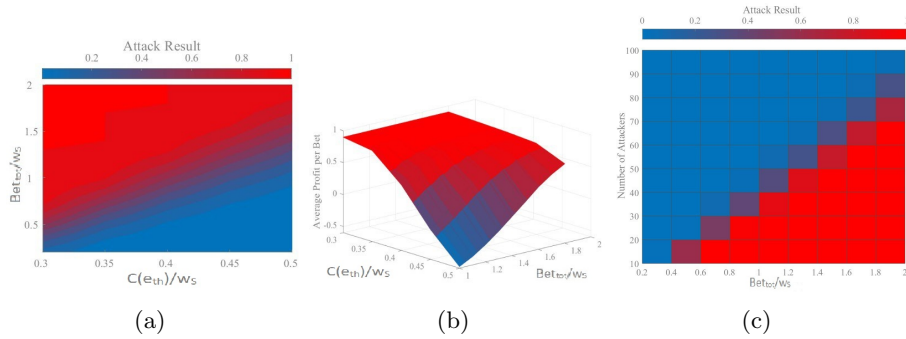 Attack Result
0.2 0.4 0.6 0.8 1
2
1.5
1
0.5
Bet_tot/w_S
0.3 0.35 0.4 0.45 0.5
C(e_th)/w_S
(a)
1
0.5
0
-0.5
Average Profit per Bet
0.3
0.35
0.4
0.45
0.5
C(e_th)/w_S
1
1.2
1.4
1.6
1.8
2
Bet_tot/w_S
(b)
Attack Result
0 0.2 0.4 0.6 0.8
100
90
80
70
60
50
40
30
20
10
Number of Attackers
0.2 0.4 0.6 0.8 1 1.2 1.4 1.6 1.8 2
Bet_tot/w_S
(c)